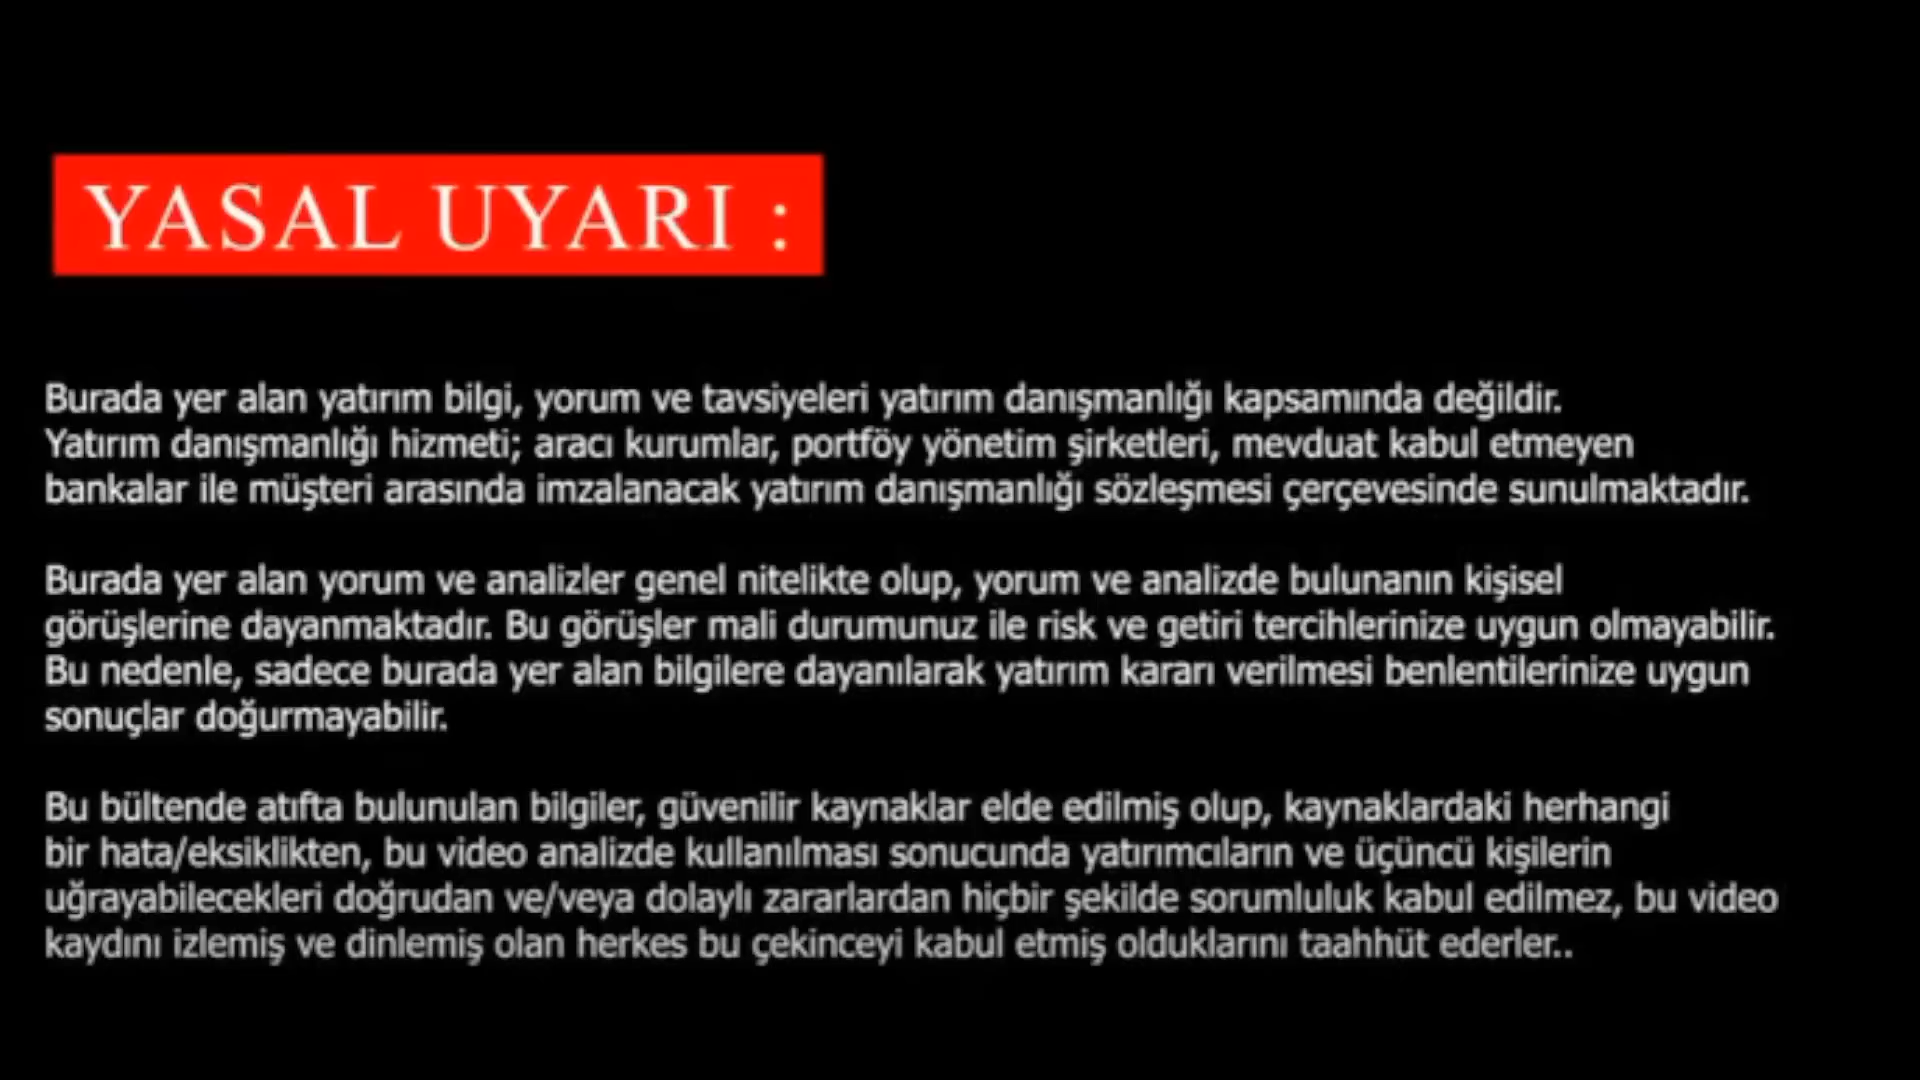 YASAL UYARI :
Burada yer alan yatırım bilgi, yorum ve tavsiyeleri yatırım danışmanlığı kapsamında değildir.
Yatırım danışmanlığı hizmeti; aracı kurumlar, portföy yönetim şirketleri, mevduat kabul etmeyen
bankalar ile müşteri arasında imzalanacak yatırım danışmanlığı sözleşmesi çerçevesinde sunulmaktadır.
Burada yer alan yorum ve analizler genel nitelikte olup, yorum ve analizde bulunanın kişisel
görüşlerine dayanmaktadır. Bu görüşler mali durumunuz ile risk ve getiri tercihlerinize uygun olmayabilir.
Bu nedenle, sadece burada yer alan bilgilere dayanılarak yatırım kararı verilmesi benlentilerinize uygun
sonuçlar doğurmayabilir.
Bu bültende atıfta bulunulan bilgiler, güvenilir kaynaklar elde edilmiş olup, kaynaklardaki herhangi
bir hata/eksiklikten, bu video analizde kullanılması sonucunda yatırımcıların ve üçüncü kişilerin
uğrayabilecekleri doğrudan ve/veya dolaylı zararlardan hiçbir şekilde sorumluluk kabul edilmez, bu video
kaydını izlemiş ve dinlemiş olan herkes bu çekinceyi kabul etmiş olduklarını taahhüt ederler..